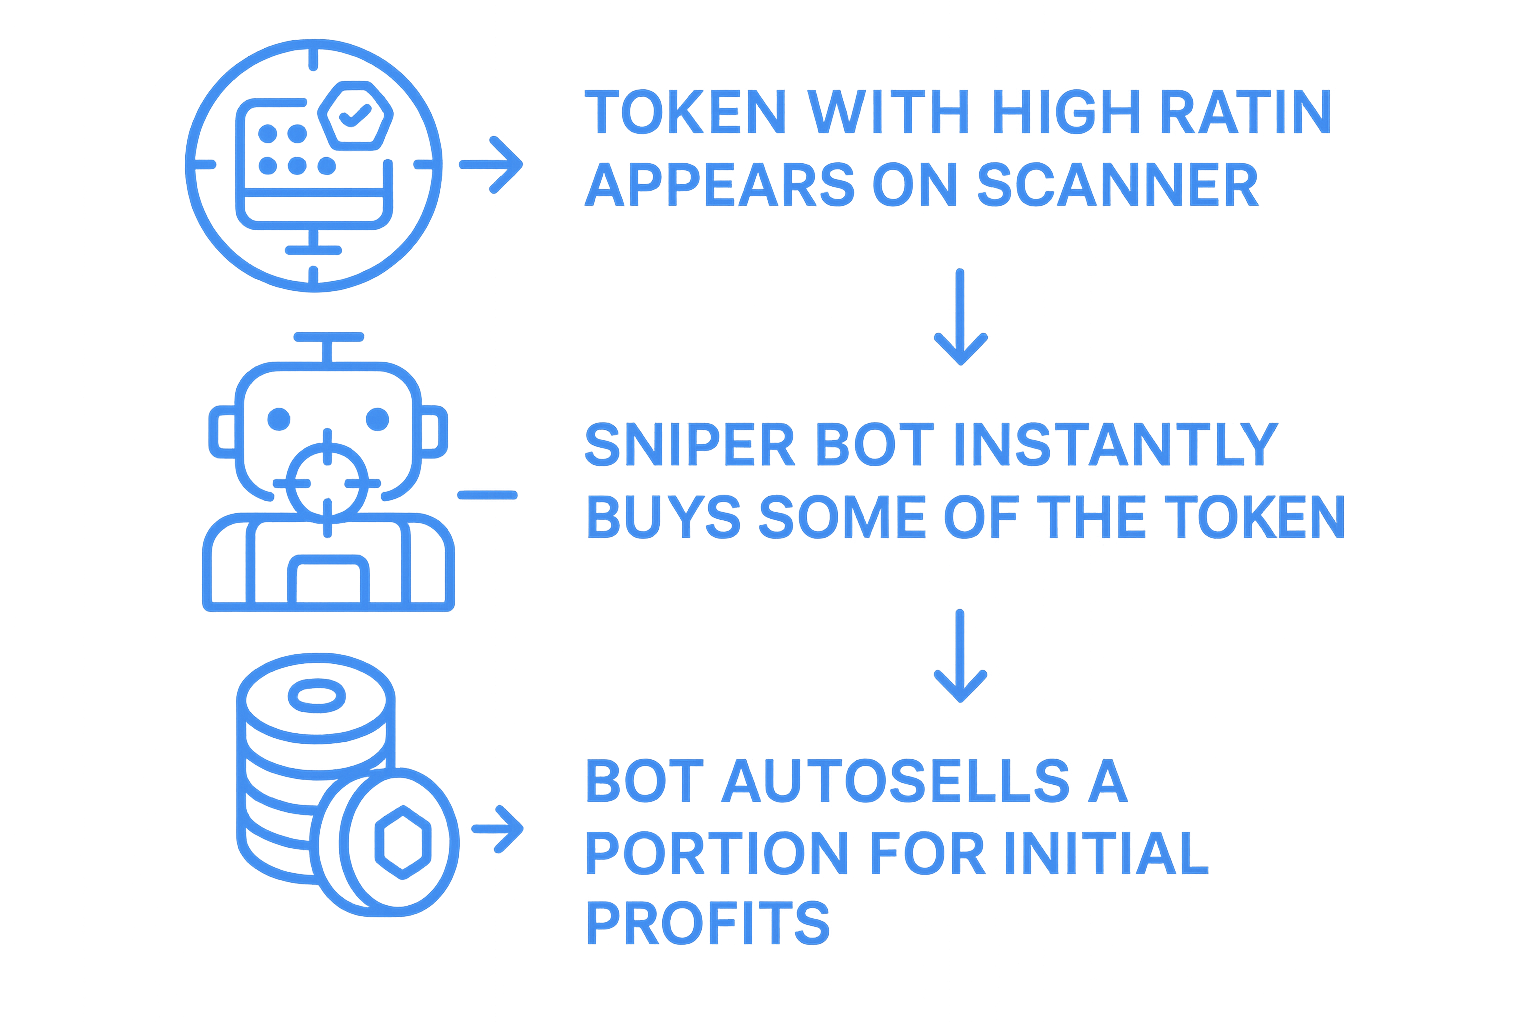 TOKEN WITH HIGH RATIN
APPEARS ON SCANNER
SNIPER BOT INSTANTLY
BUYS SOME OF THE TOKEN
BOT AUTOSELLS A
PORTION FOR INITIAL
PROFITS